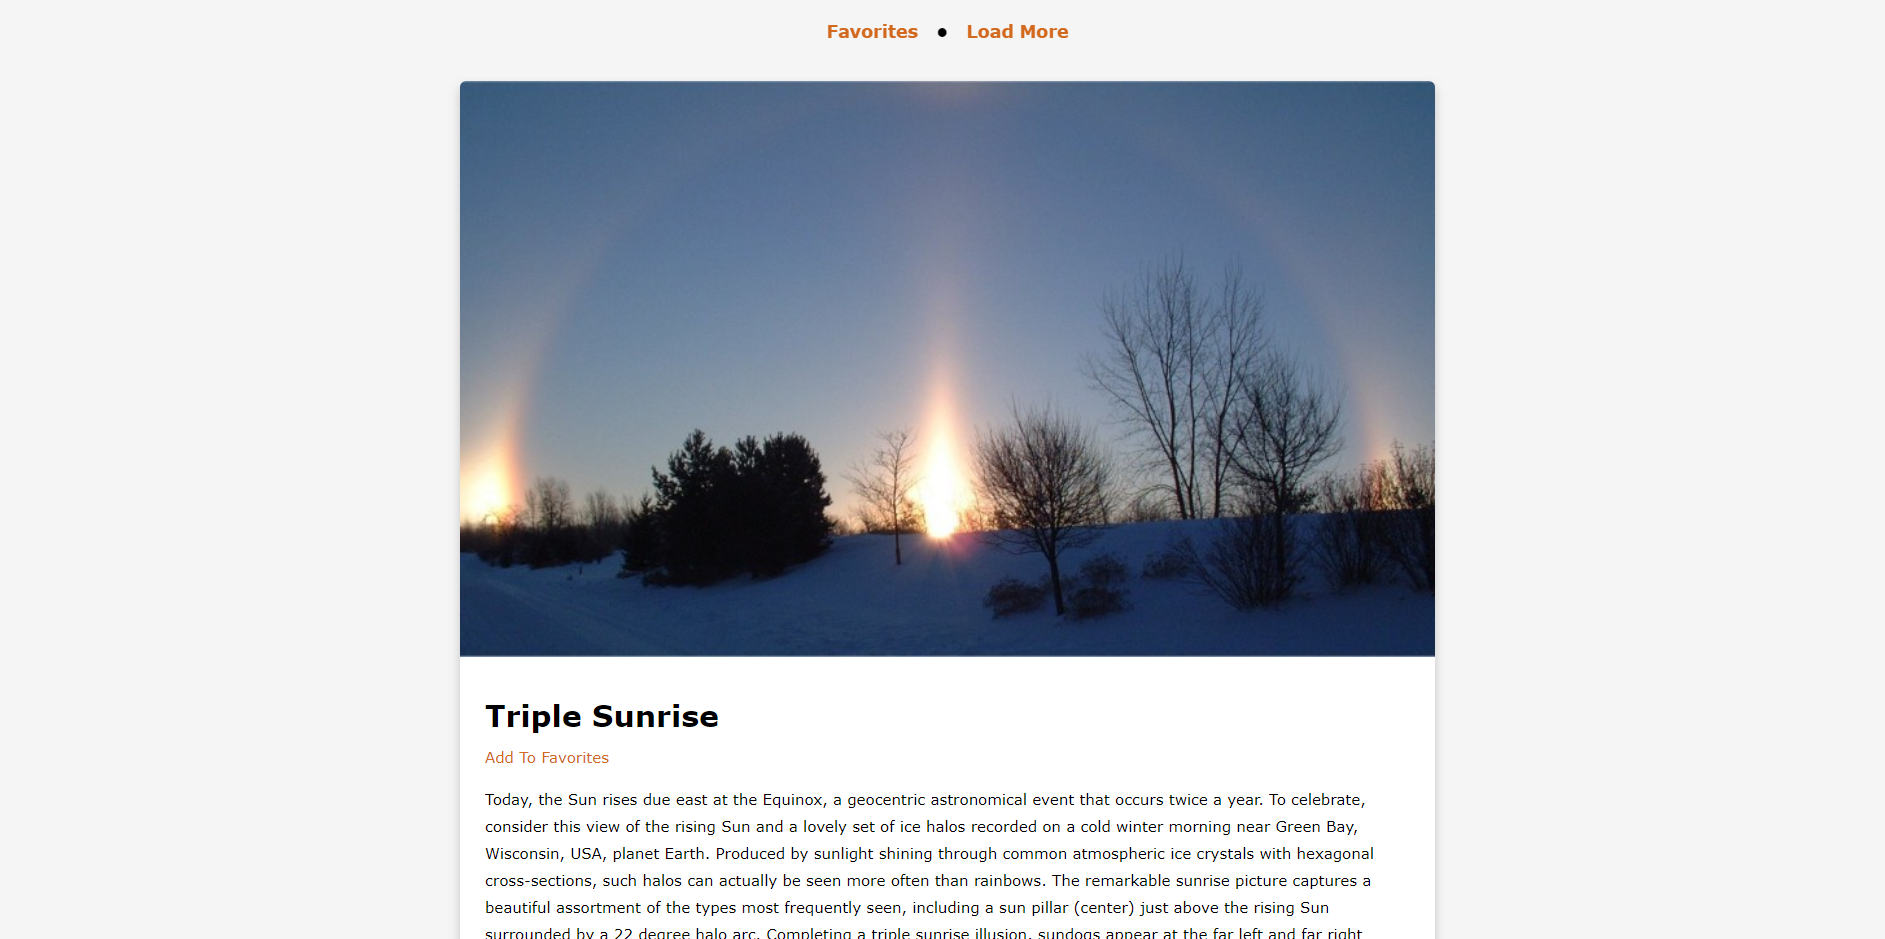 Favorites ● Load More
Triple Sunrise
Add To Favorites
Today, the Sun rises due east at the Equinox, a geocentric astronomical event that occurs twice a year. To celebrate,
consider this view of the rising Sun and a lovely set of ice halos recorded on a cold winter morning near Green Bay,
Wisconsin, USA, planet Earth. Produced by sunlight shining through common atmospheric ice crystals with hexagonal
cross-sections, such halos can actually be seen more often than rainbows. The remarkable sunrise picture captures a
beautiful assortment of the types most frequently seen, including a sun pillar (center) just above the rising Sun
surrounded by a 22 degree halo arc. Completing a triple sunrise illusion, sundogs appear at the far left and far right